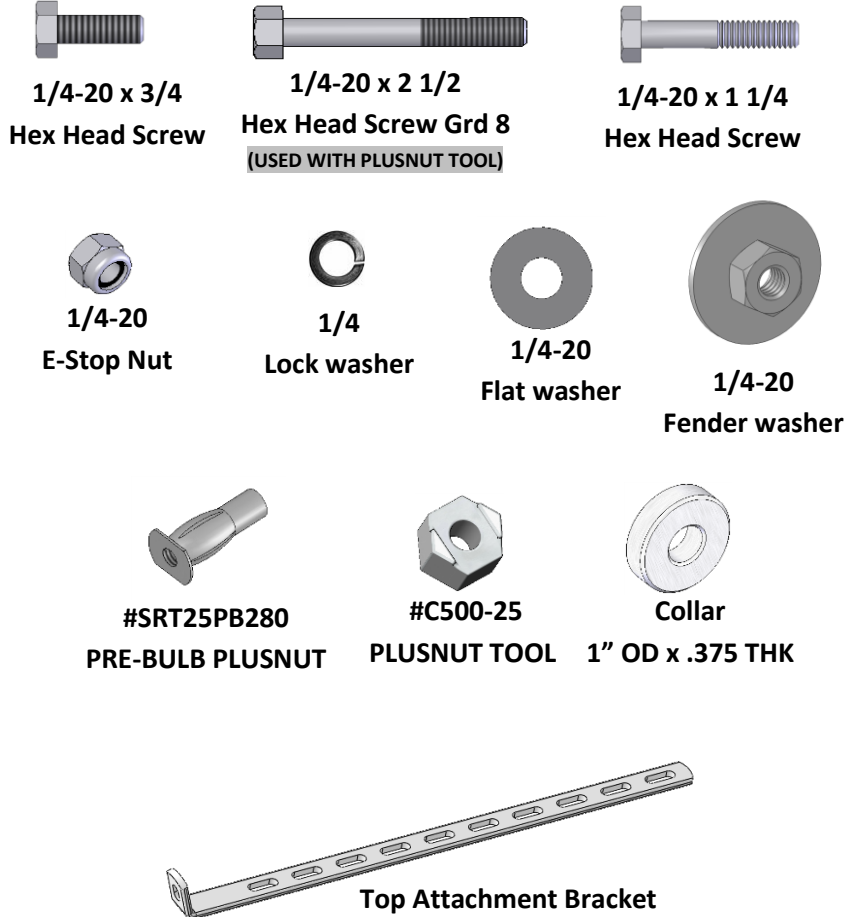 1/4-20 x 3/4
Hex Head Screw
1/4-20 x 2 1/2
Hex Head Screw Grd 8
(USED WITH PLUSNUT TOOL)
1/4-20 x 1 1/4
Hex Head Screw
1/4-20
E-Stop Nut
1/4
Lock washer
1/4-20
Flat washer
1/4-20
Fender washer
#SRT25PB280
PRE-BULB PLUSNUT
#C500-25
PLUSNUT TOOL
Collar
1” OD x .375 THK
Top Attachment Bracket